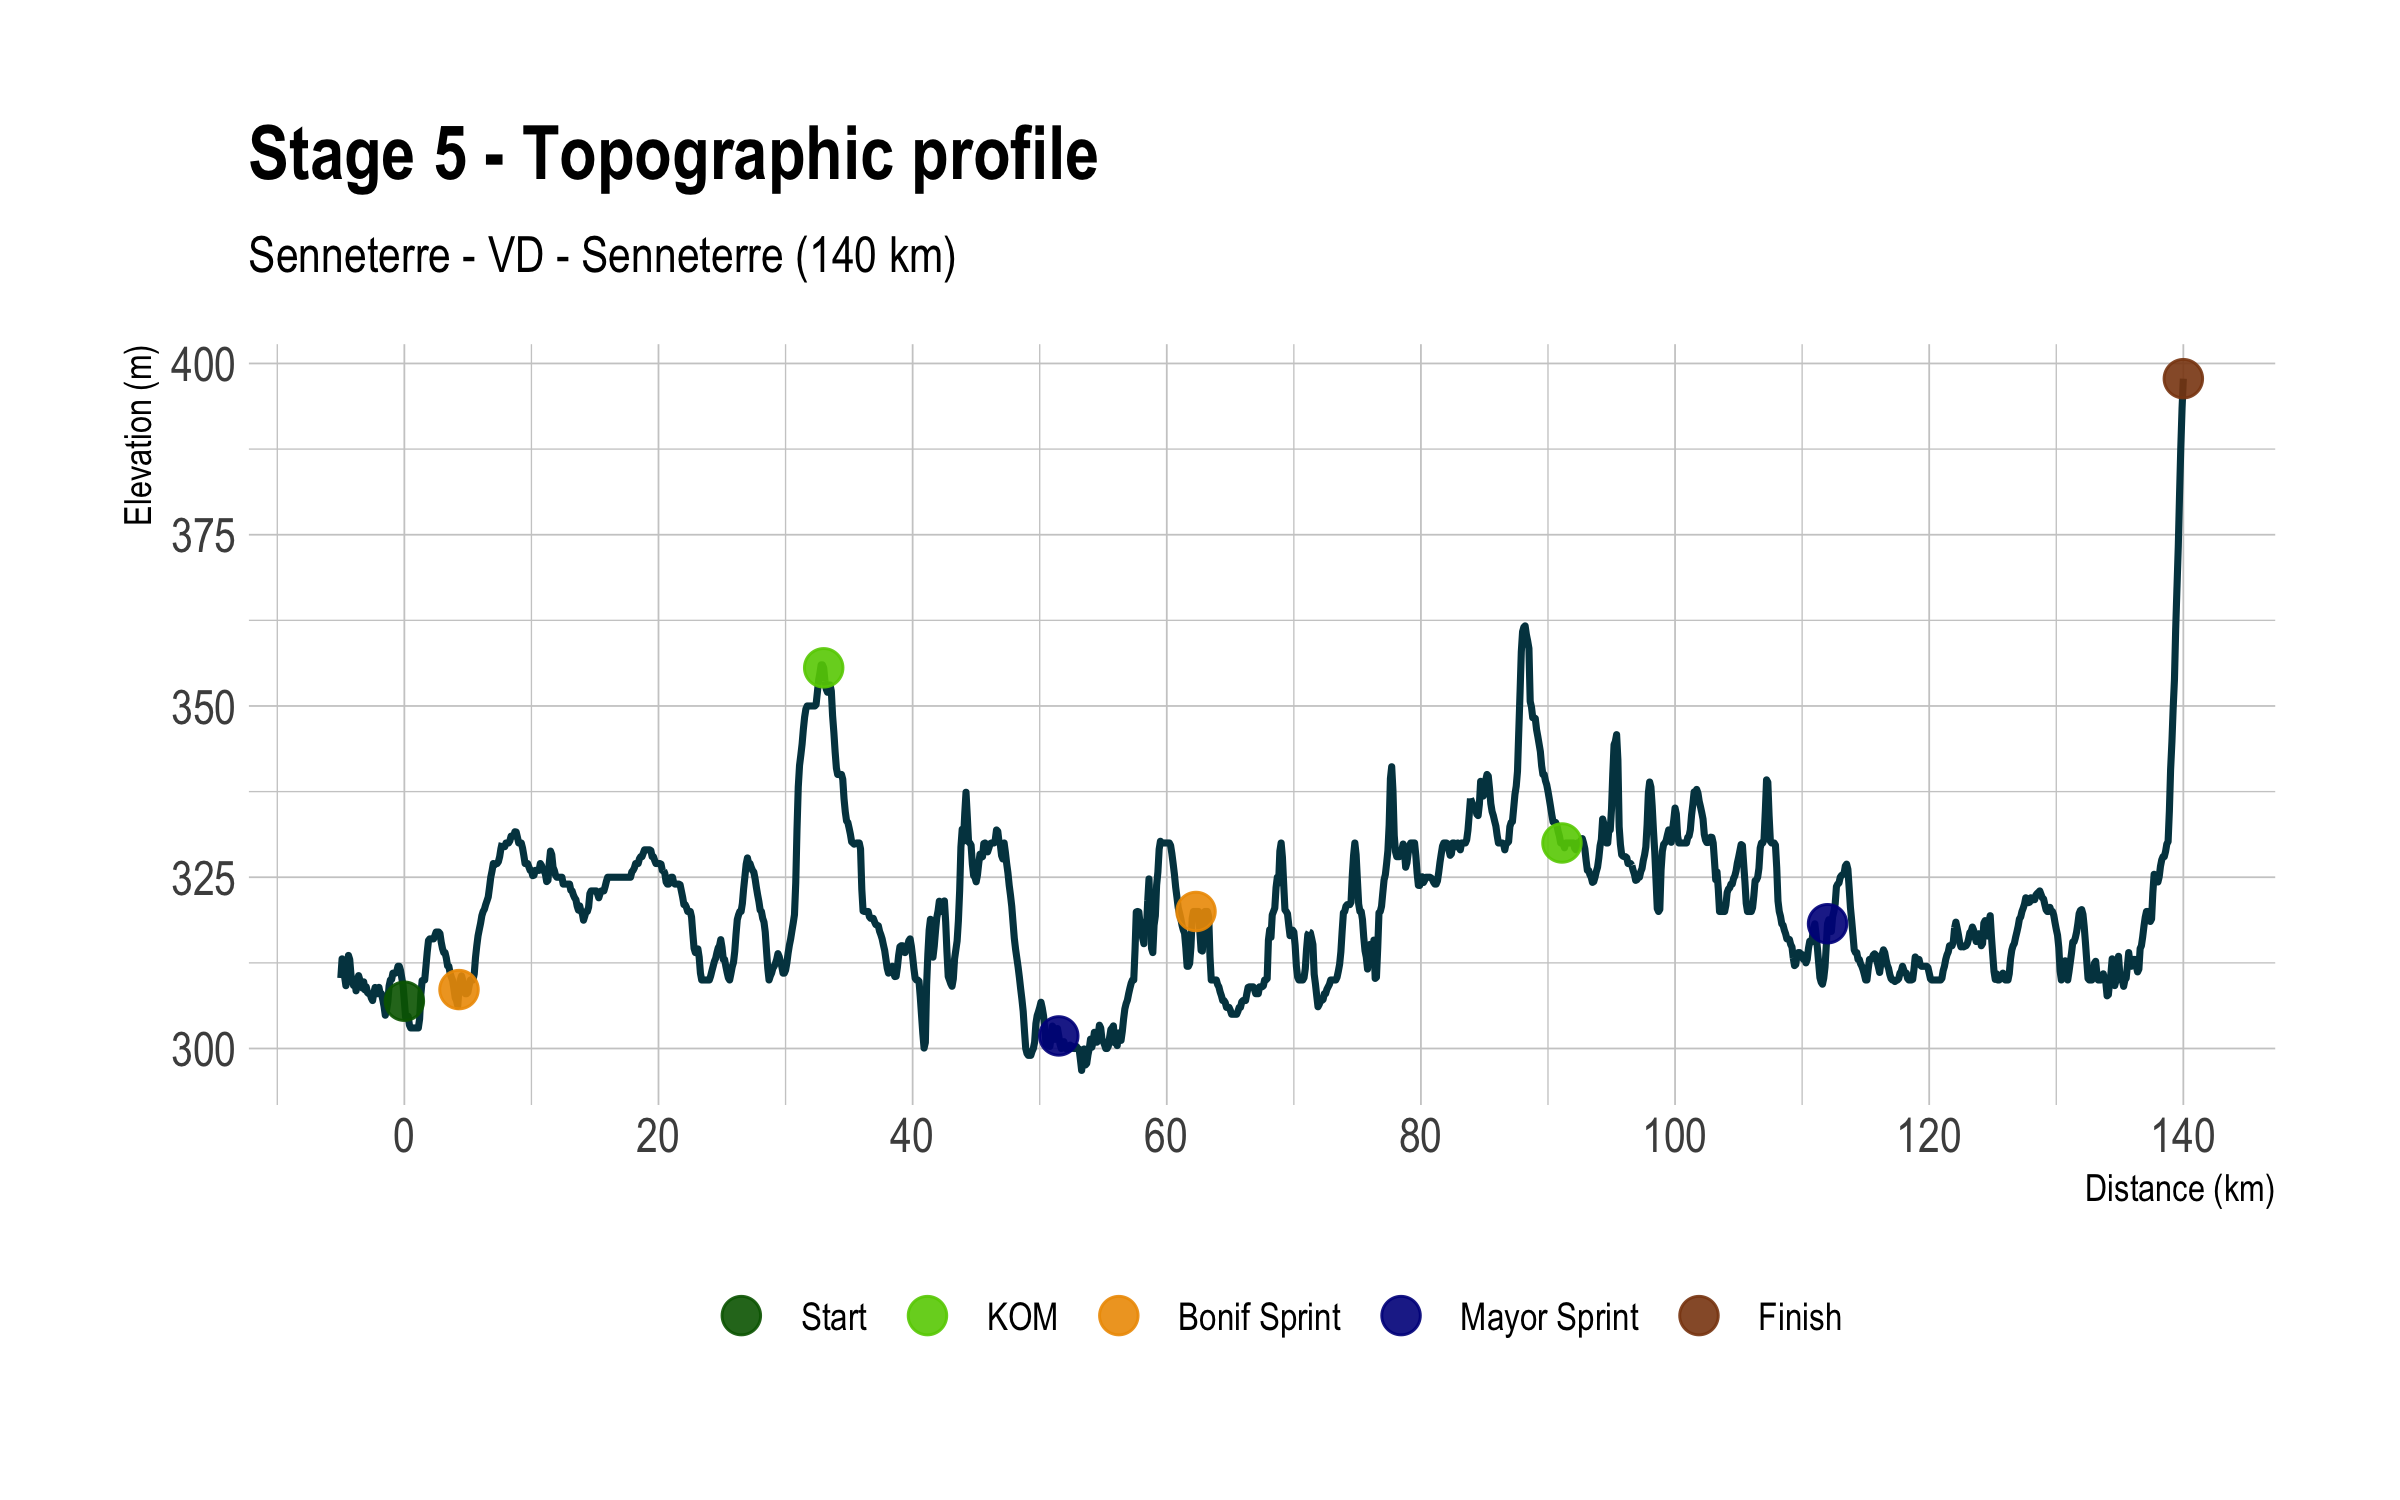 Stage 5 - Topographic profile
Senneterre - VD - Senneterre (140 km)
Elevation (m)
400
375
350
325
300
0 20 40 60 80 100 120 140
Distance (km)
Start KOM Bonif Sprint Mayor Sprint Finish